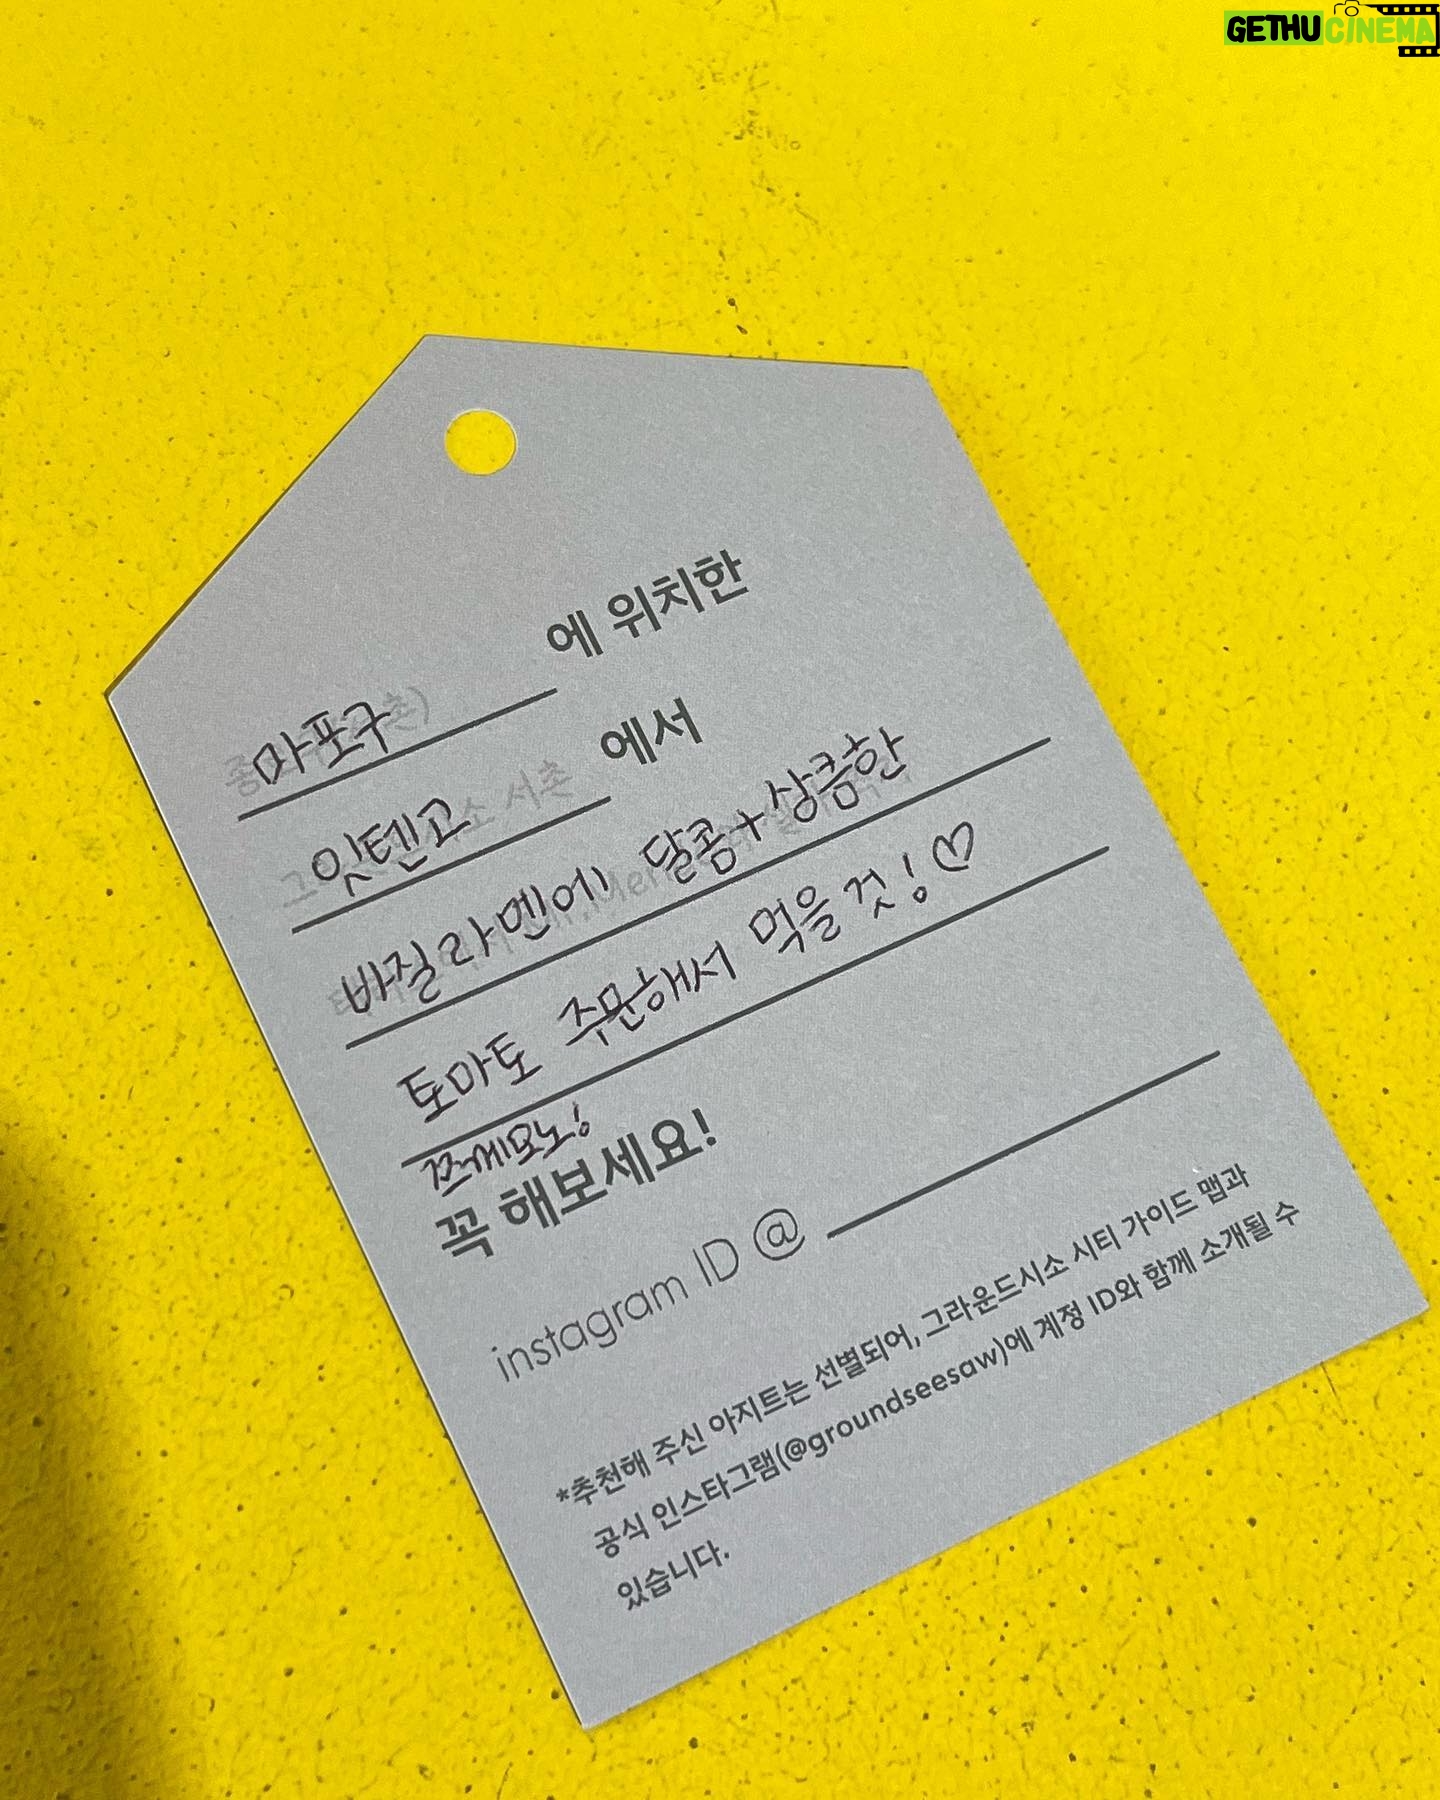 GETHUCINEMA
마포구 에 위치한
잇텐고 에서
바질라멘에 달콤+상큼한
토마토 주문해서 먹을것!♡
쯔께모노!
꼭 해보세요!
instagram ID @
*추천해 주신 아지트는 선별되어, 그라운드시소 시티 가이드 맵과
공식 인스타그램(@groundseesaw)에 계정 ID와 함께 소개될 수
있습니다.